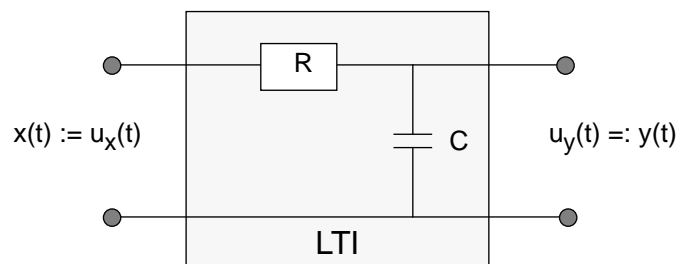 R
x(t) := u_x(t)
C
u_y(t) =: y(t)
LTI